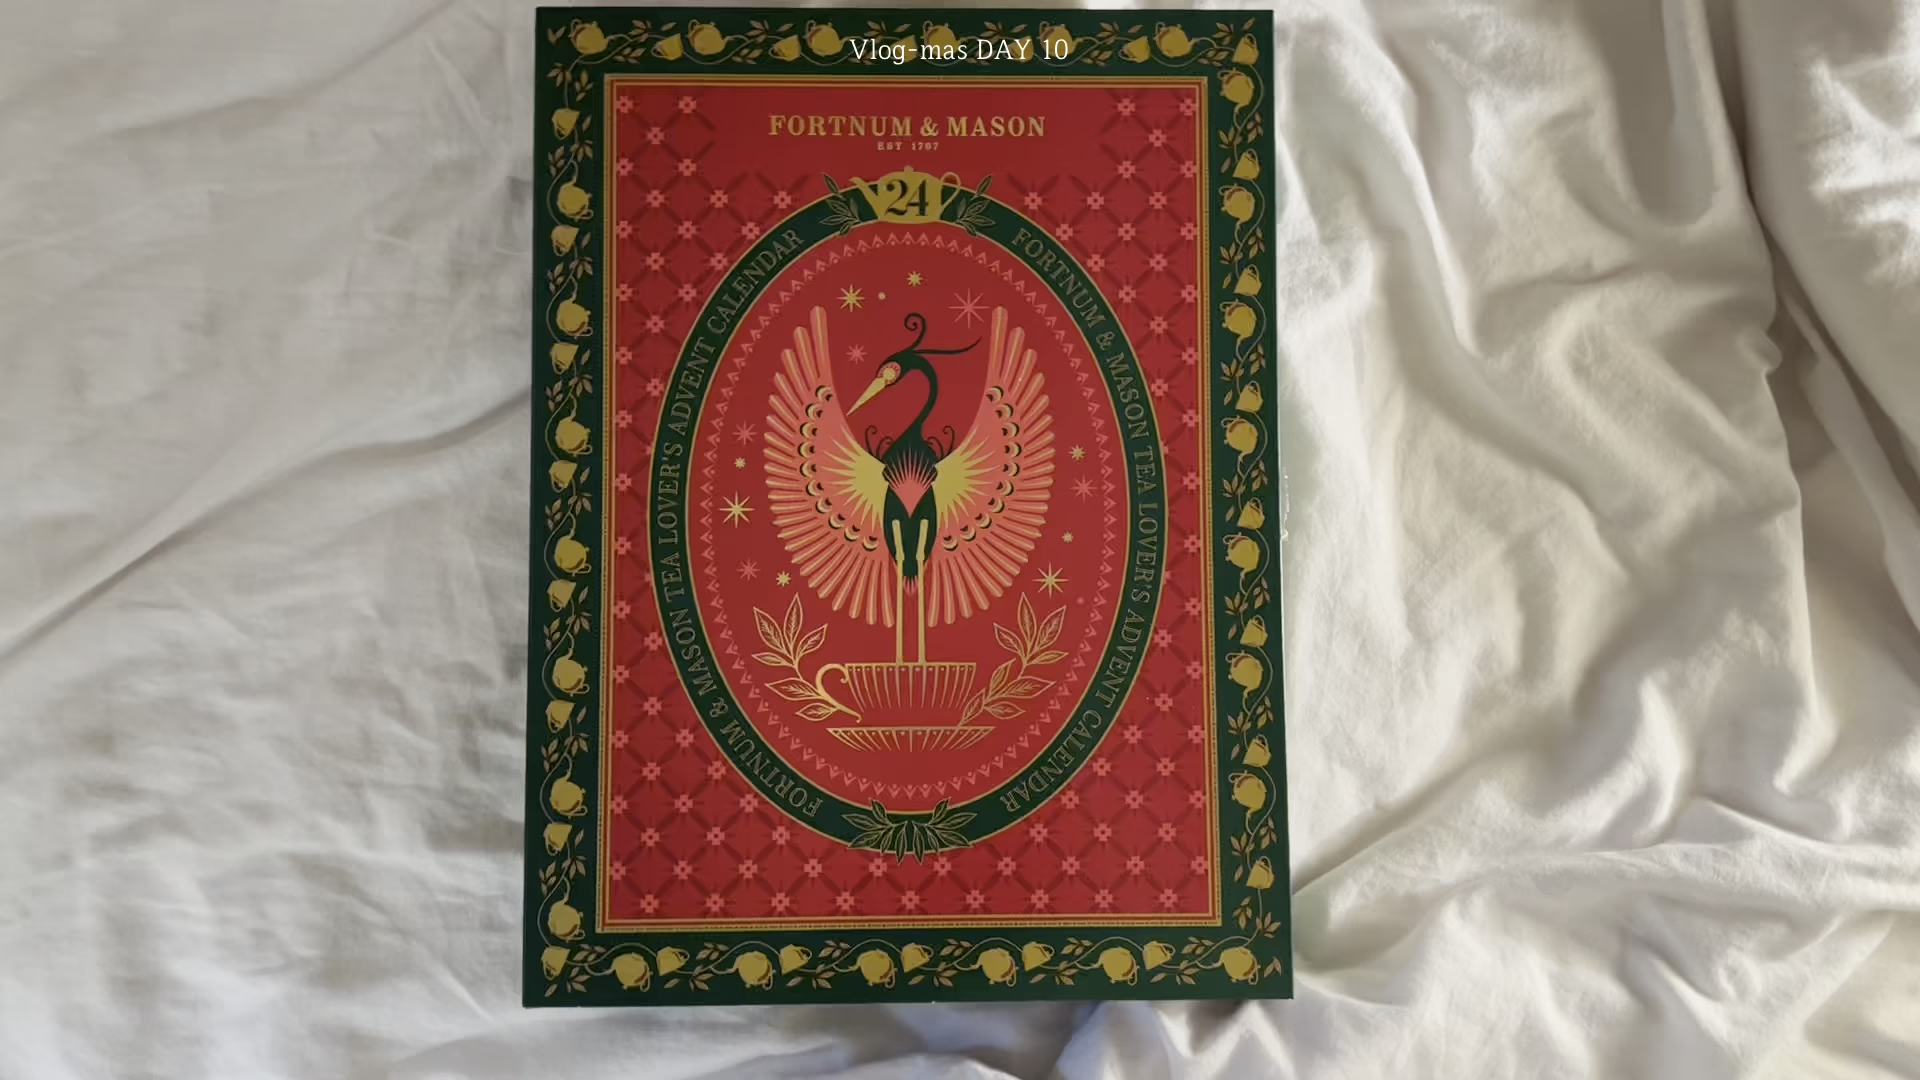 Vlog-mas DAY 10
FORTNUM & MASON
EST 1707
24
FORTNUM & MASON TEA LOVER'S ADVENT CALENDAR
FORTNUM & MASON TEA LOVER'S ADVENT CALENDAR